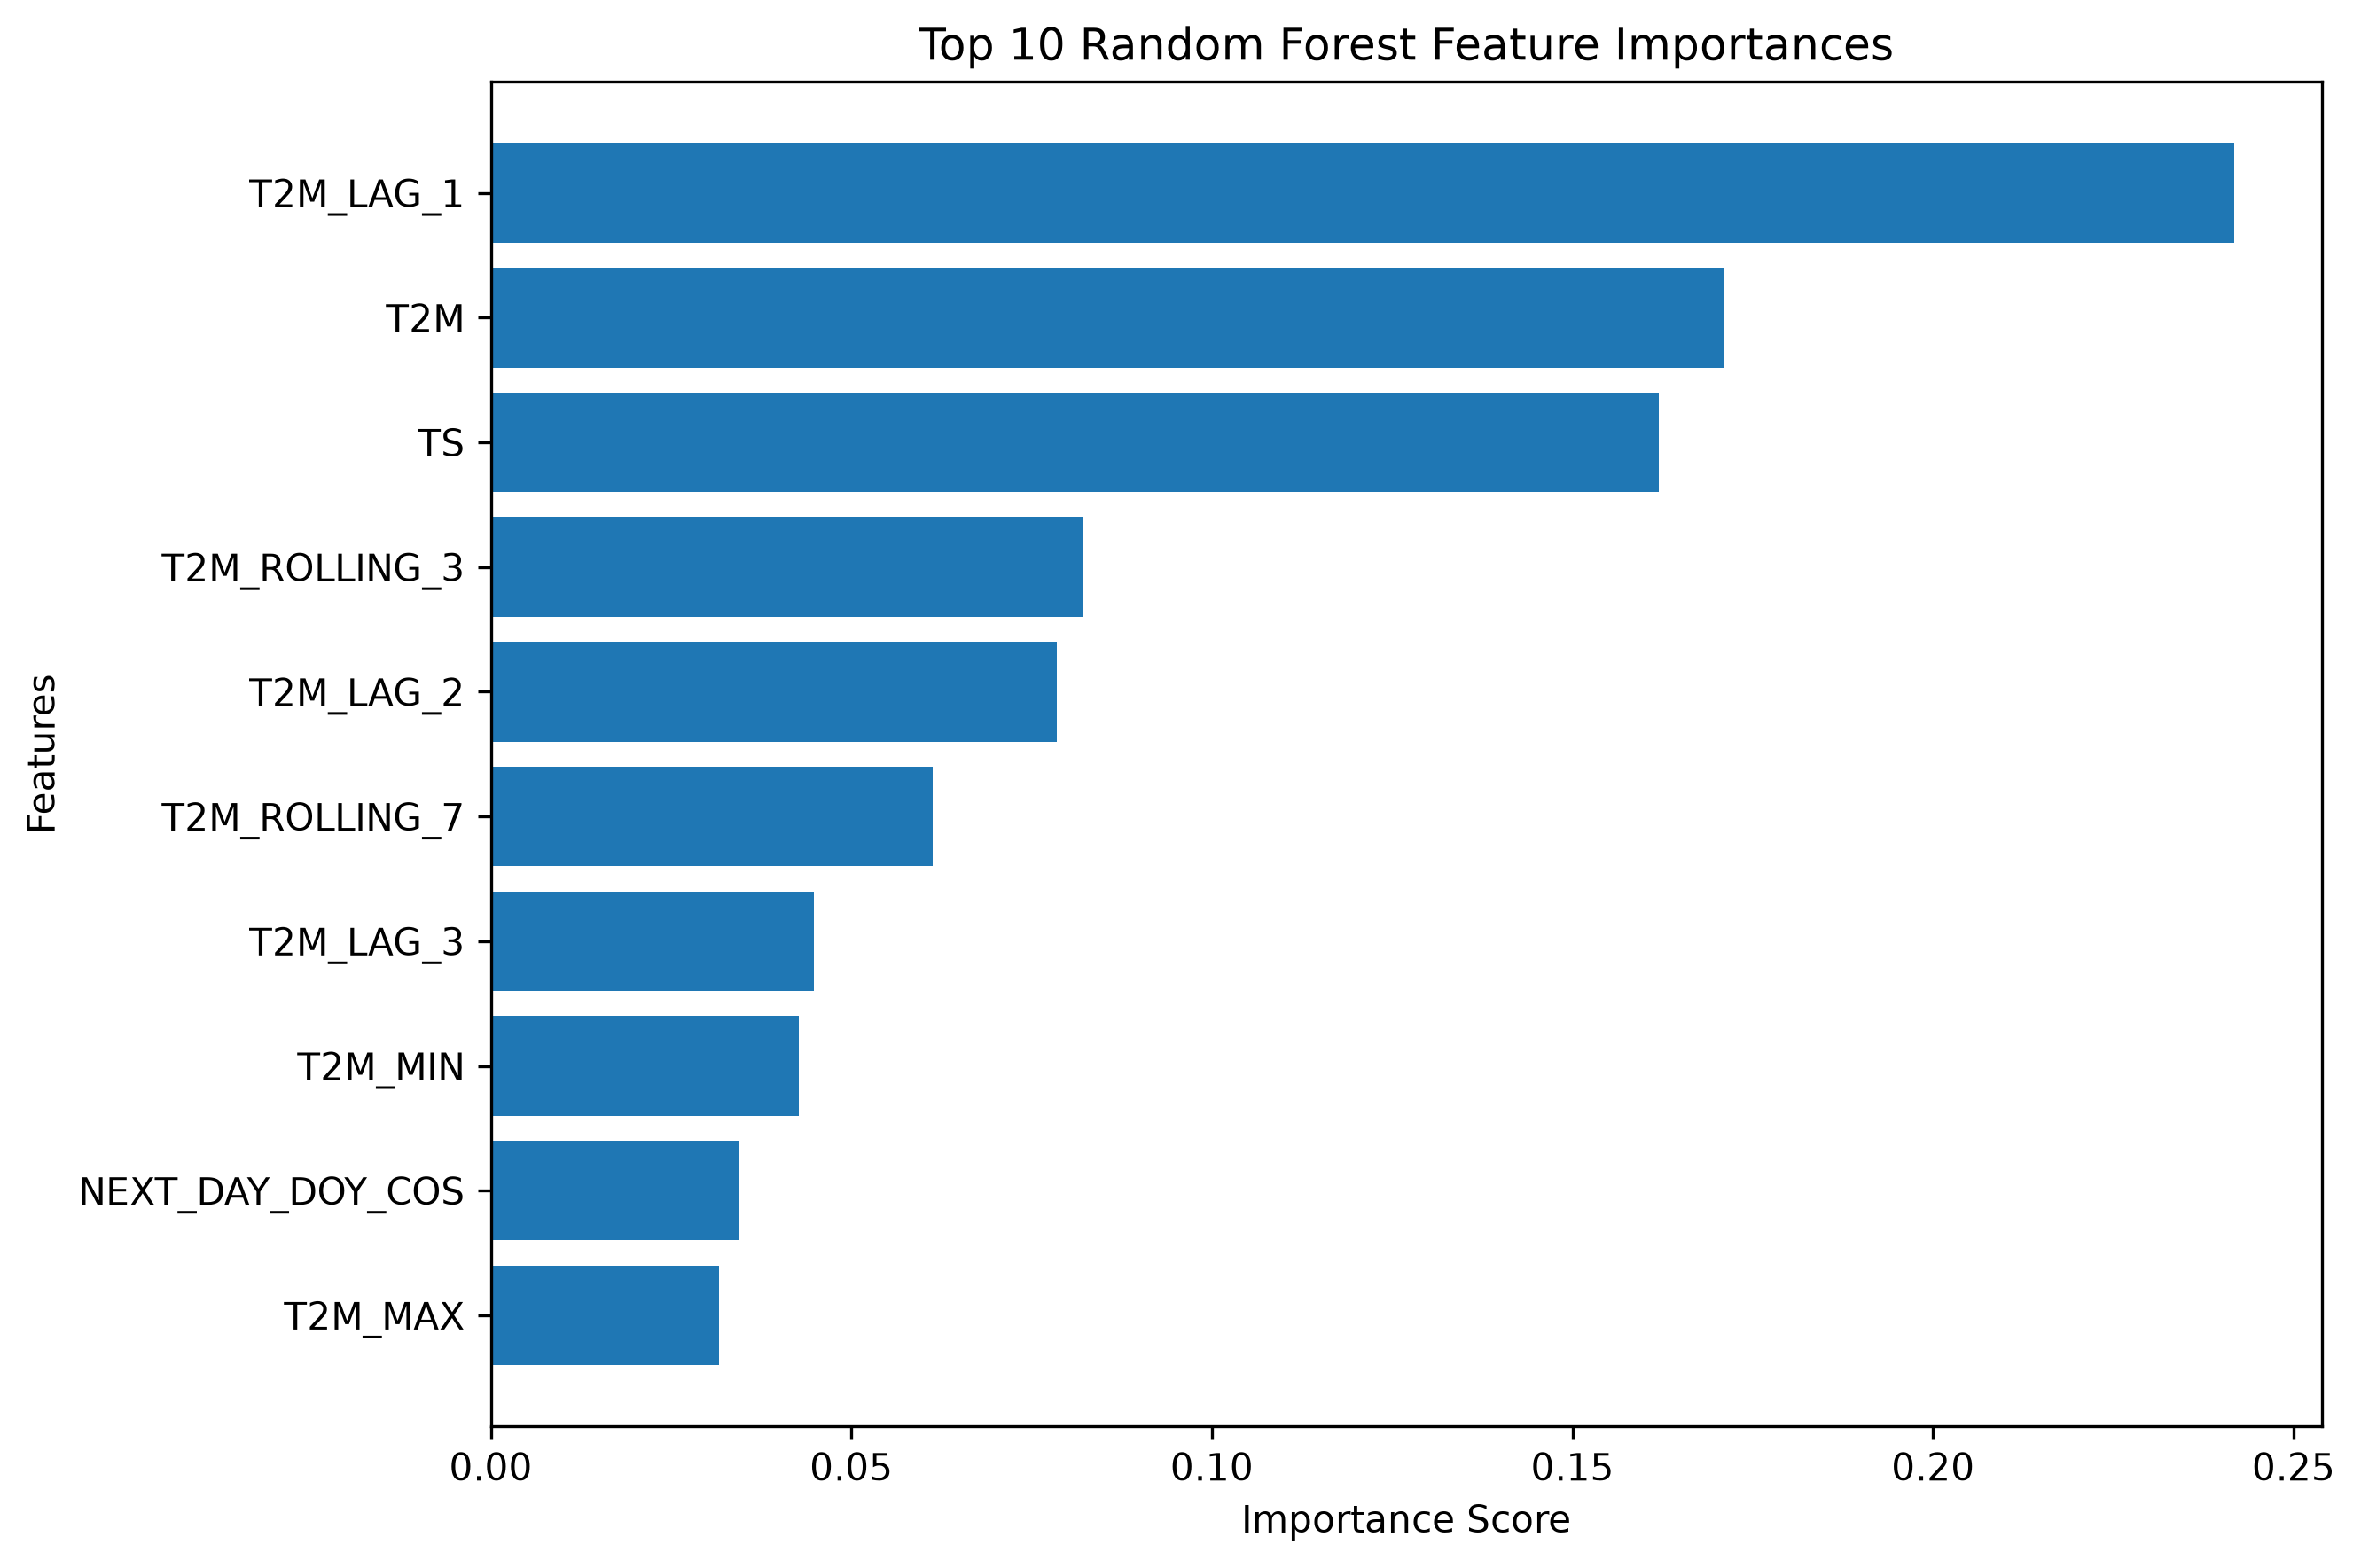 Top 10 Random Forest Feature Importances
Features
T2M_LAG_1
T2M
TS
T2M_ROLLING_3
T2M_LAG_2
T2M_ROLLING_7
T2M_LAG_3
T2M_MIN
NEXT_DAY_DOY_COS
T2M_MAX
0.00 0.05 0.10 0.15 0.20 0.25
Importance Score